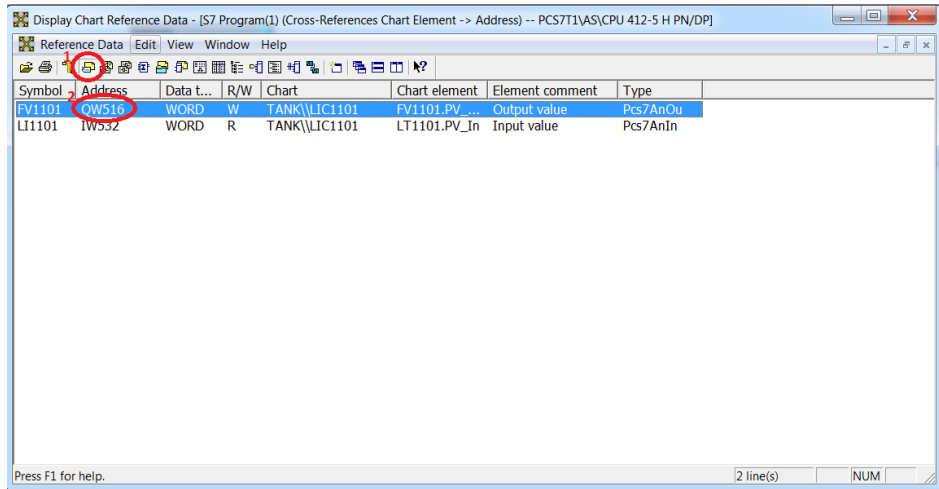 Display Chart Reference Data - [S7 Program(1) (Cross-References Chart Element -> Address) -- PCS7T1\AS\CPU 412-5 H PN/DP]
Reference Data Edit View Window Help
1
Symbol 2 Address Data t... R/W Chart Chart element Element comment Type
FV1101 QW516 WORD W TANK\\LIC1101 FV1101.PV_... Output value Pcs7AnOu
LI1101 IW532 WORD R TANK\\LIC1101 LT1101.PV_In Input value Pcs7AnIn
Press F1 for help. 2 line(s) NUM